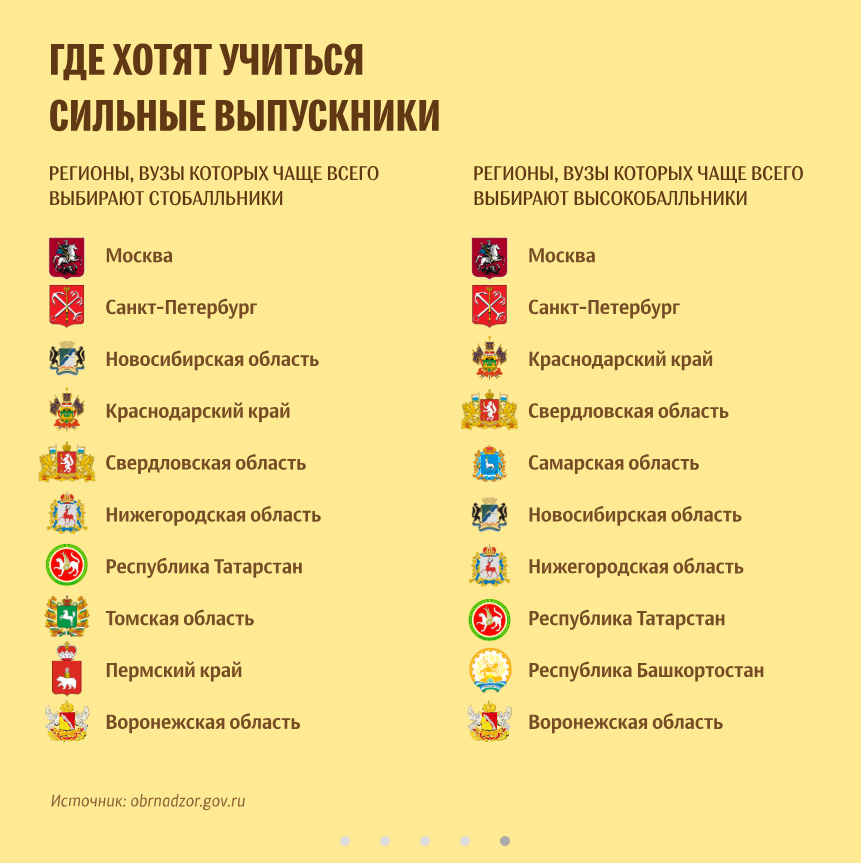 ГДЕ ХОТЯТ УЧИТЬСЯ
СИЛЬНЫЕ ВЫПУСКНИКИ
РЕГИОНЫ, ВУЗЫ КОТОРЫХ ЧАЩЕ ВСЕГО
ВЫБИРАЮТ СТОБАЛЛЬНИКИ
Москва
Санкт-Петербург
Новосибирская область
Краснодарский край
Свердловская область
Нижегородская область
Республика Татарстан
Томская область
Пермский край
Воронежская область
РЕГИОНЫ, ВУЗЫ КОТОРЫХ ЧАЩЕ ВСЕГО
ВЫБИРАЮТ ВЫСОКОБАЛЛЬНИКИ
Москва
Санкт-Петербург
Краснодарский край
Свердловская область
Самарская область
Новосибирская область
Нижегородская область
Республика Татарстан
Республика Башкортостан
Воронежская область
Источник: obrnadzor.gov.ru